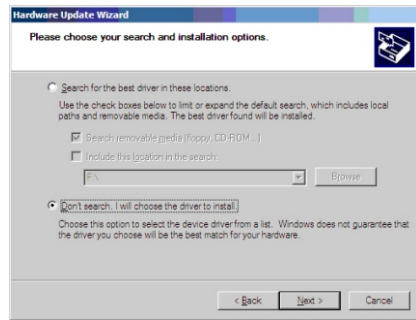 Hardware Update Wizard
Please choose your search and installation options.
Search for the best driver in these locations.
Use the check boxes below to limit or expand the default search, which includes local
paths and removable media. The best driver found will be installed.
Search removable media (floppy, CD-ROM...)
Include this location in the search:
F:\
Browse
Don't search. I will choose the driver to install.
Choose this option to select the device driver from a list. Windows does not guarantee that
the driver you choose will be the best match for your hardware.
< Back Next > Cancel